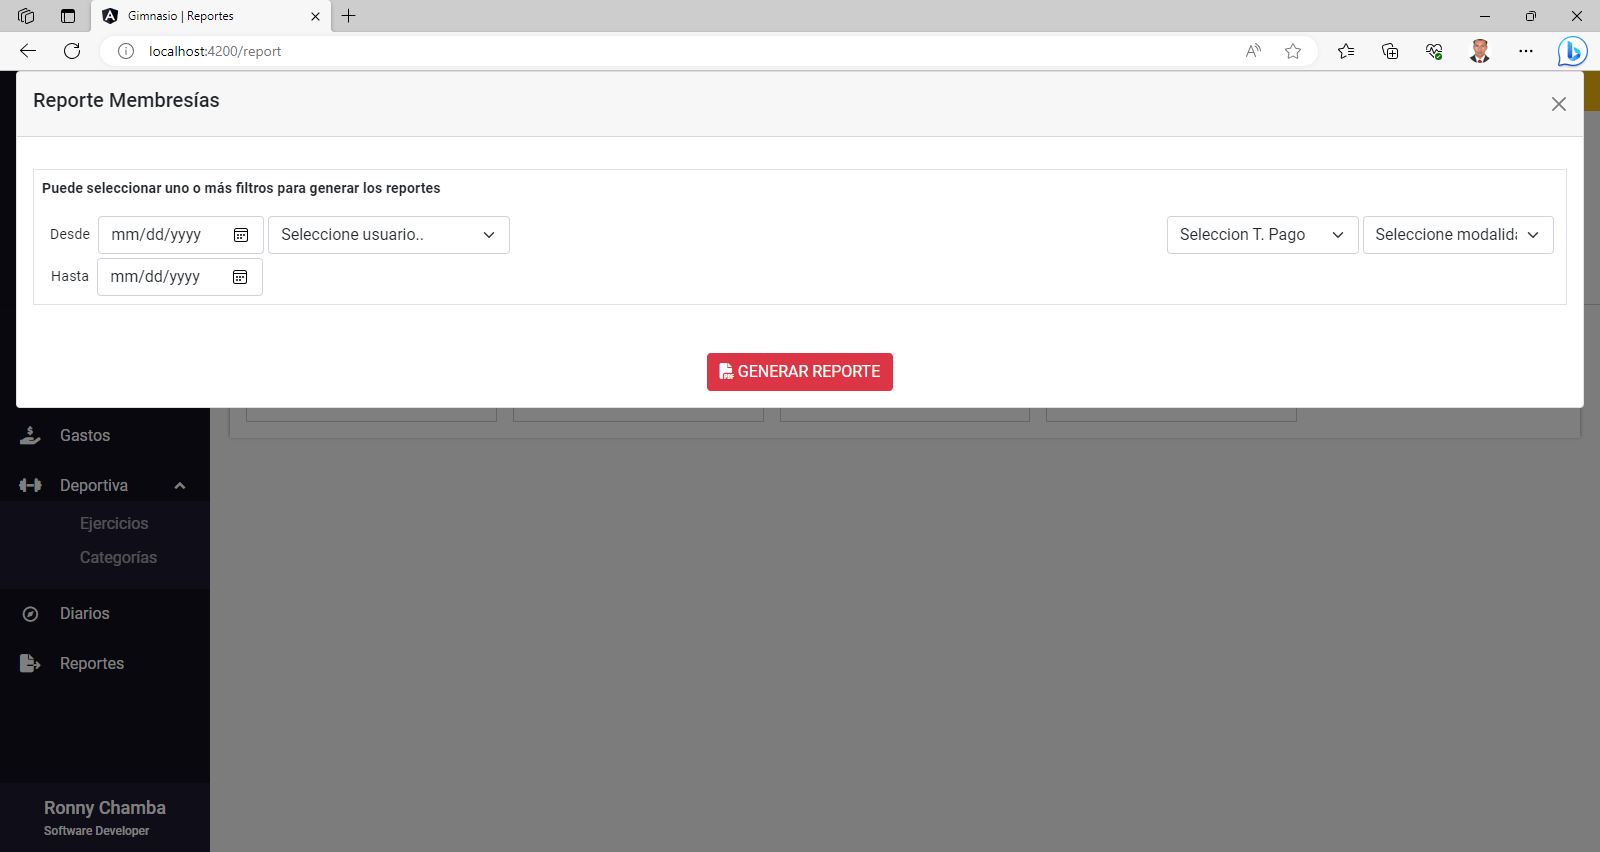 Gimnasio | Reportes
localhost:4200/report
Reporte Membresías
Puede seleccionar uno o más filtros para generar los reportes
Desde mm/dd/yyyy Seleccione usuario.. Seleccion T. Pago Seleccione modalida
Hasta mm/dd/yyyy
GENERAR REPORTE
Gastos
Deportiva
Ejercicios
Categorías
Diarios
Reportes
Ronny Chamba
Software Developer